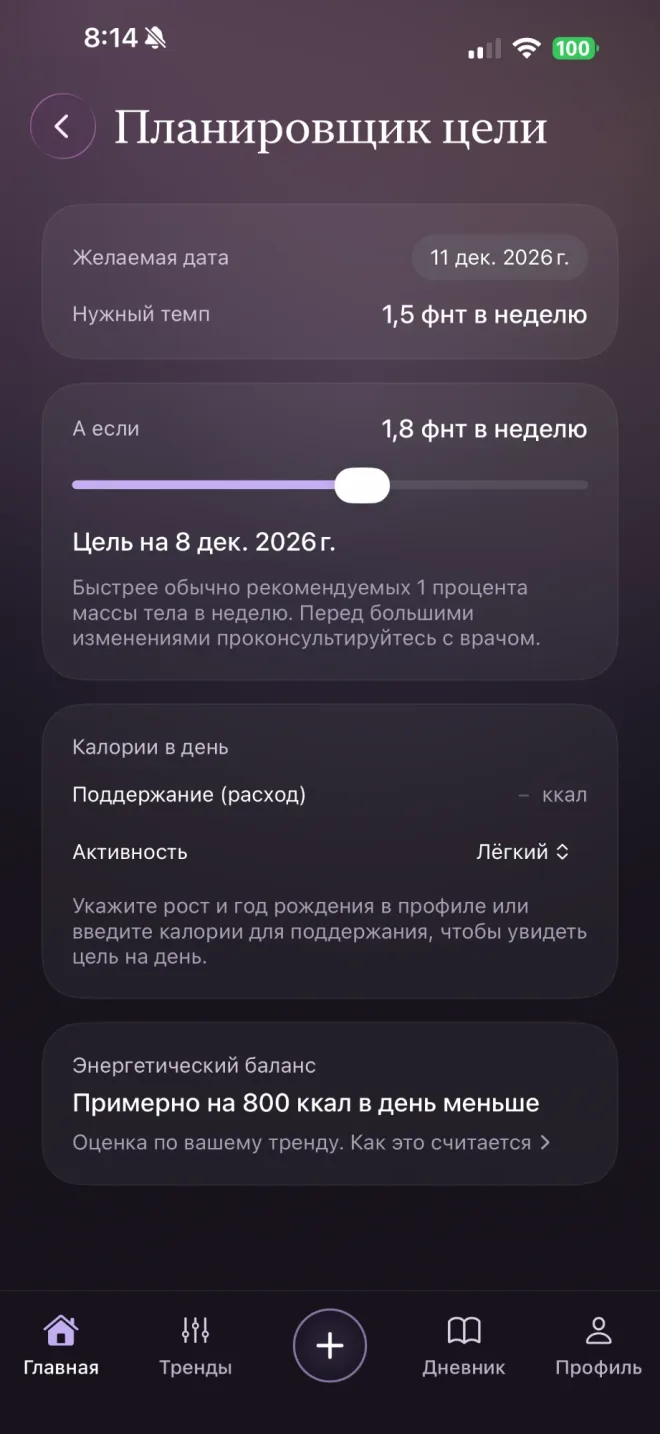 8:14
100
Планировщик цели
Желаемая дата
11 дек. 2026 г.
Нужный темп
1,5 фнт в неделю
А если
1,8 фнт в неделю
Цель на 8 дек. 2026 г.
Быстрее обычно рекомендуемых 1 процента
массы тела в неделю. Перед большими
изменениями проконсультируйтесь с врачом.
Калории в день
Поддержание (расход)
– ккал
Активность
Лёгкий
Укажите рост и год рождения в профиле или
введите калории для поддержания, чтобы увидеть
цель на день.
Энергетический баланс
Примерно на 800 ккал в день меньше
Оценка по вашему тренду. Как это считается
Главная
Тренды
Дневник
Профиль